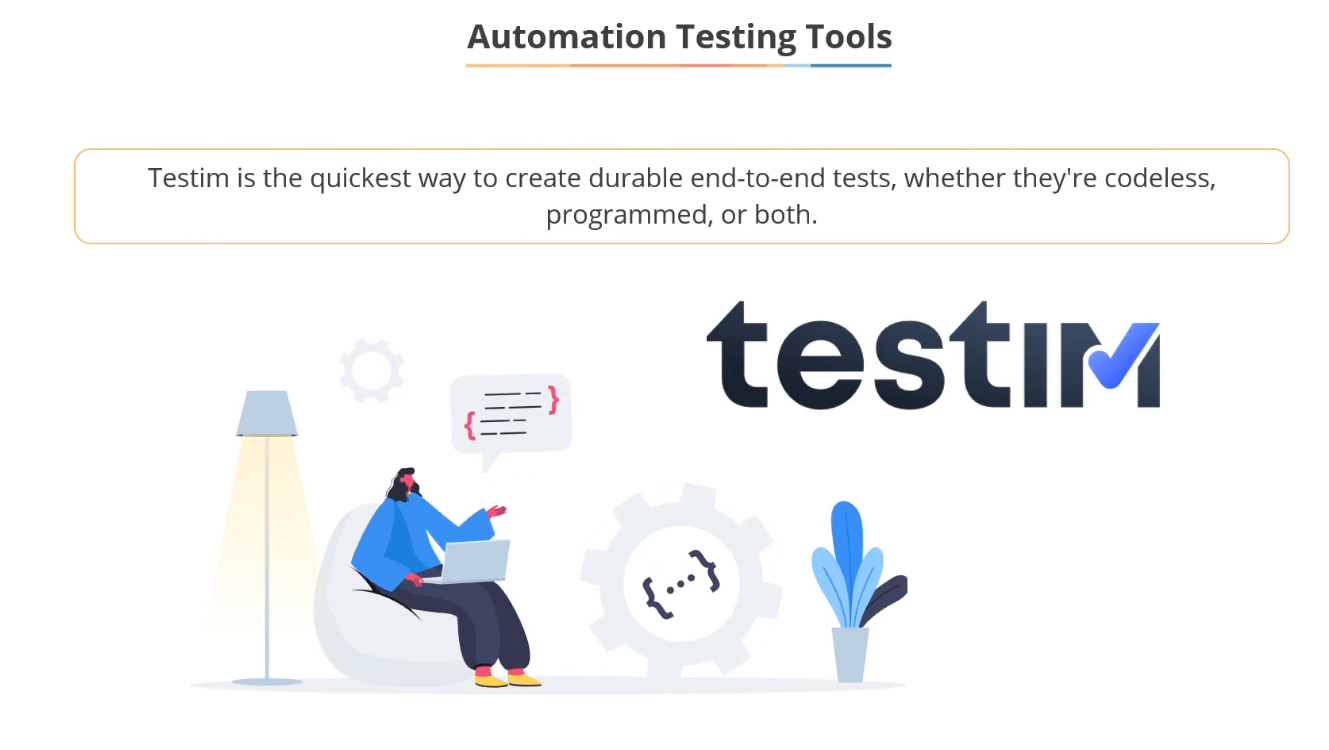 Automation Testing Tools
Testim is the quickest way to create durable end-to-end tests, whether they're codeless,
programmed, or both.
testim
{ }
{....}